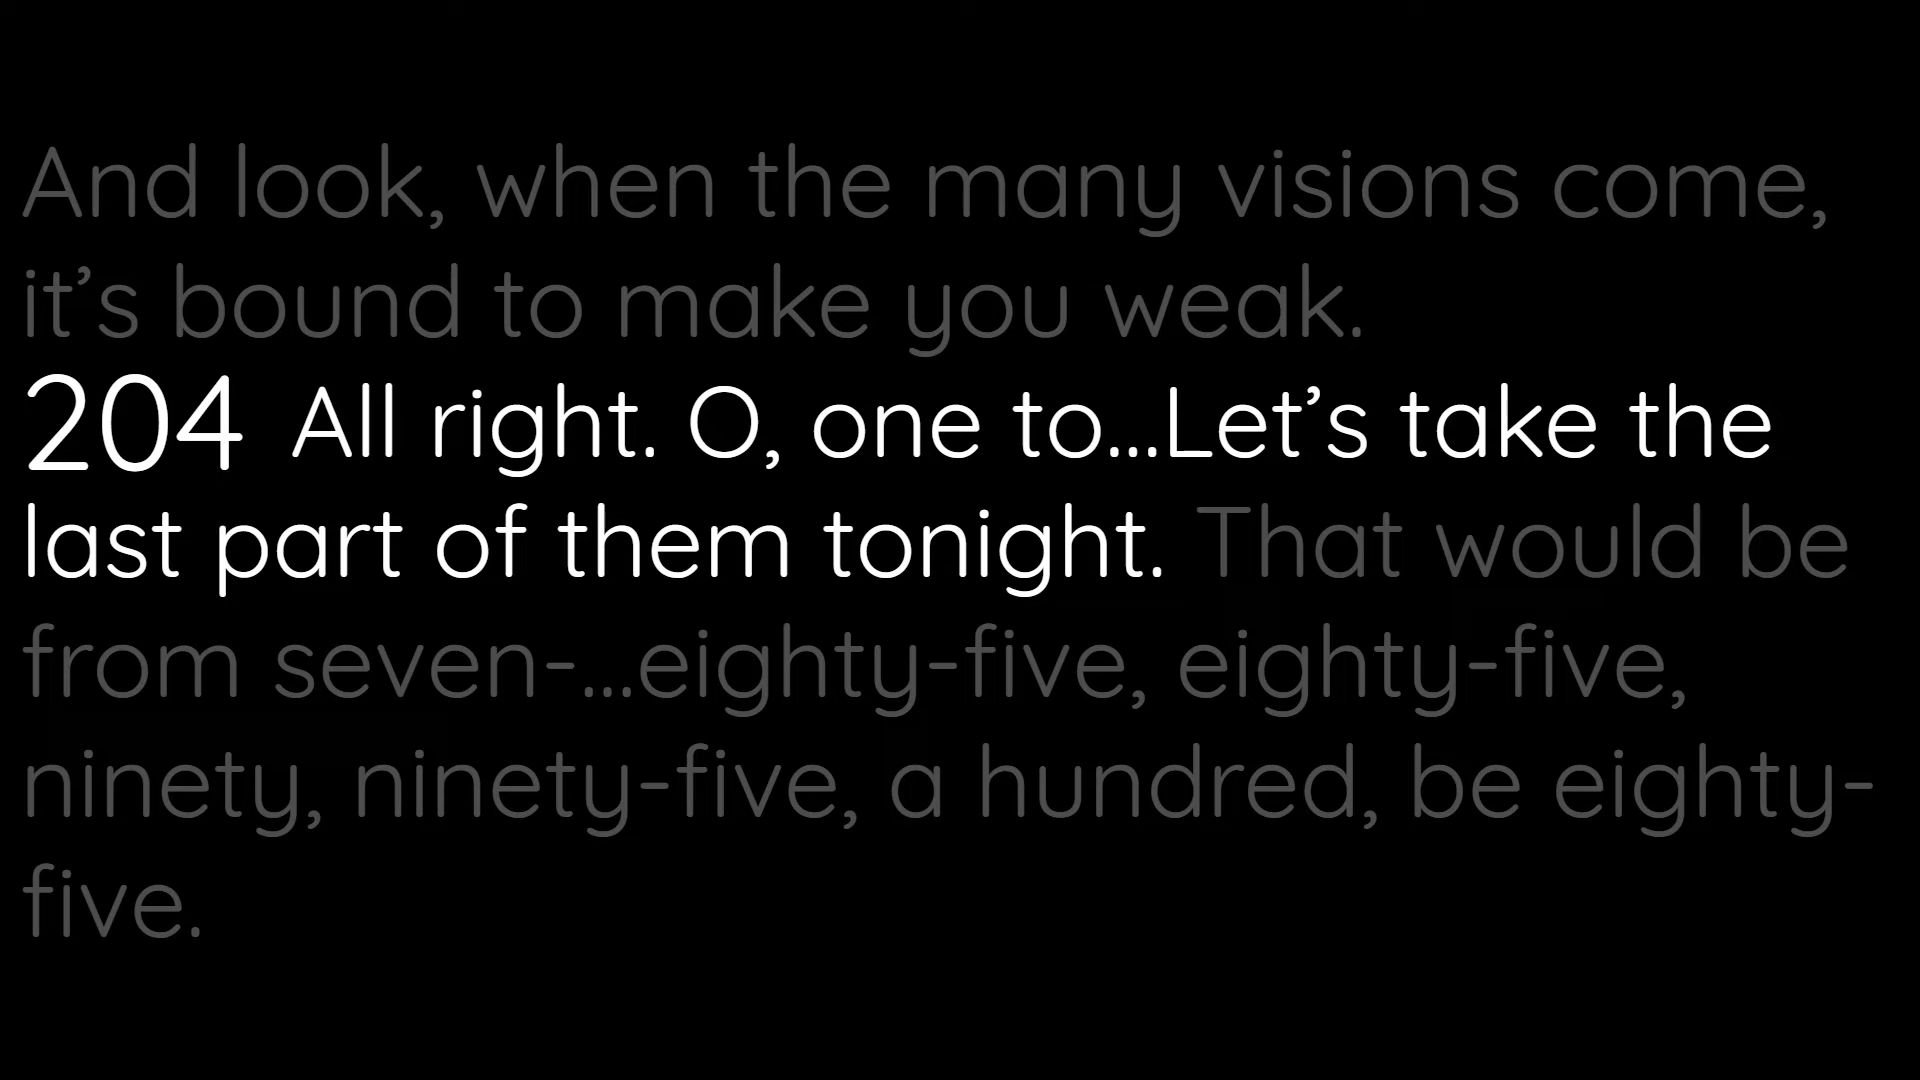 And look, when the many visions come,
it’s bound to make you weak.
204 All right. O, one to...Let’s take the
last part of them tonight. That would be
from seven-...eighty-five, eighty-five,
ninety, ninety-five, a hundred, be eighty-
five.